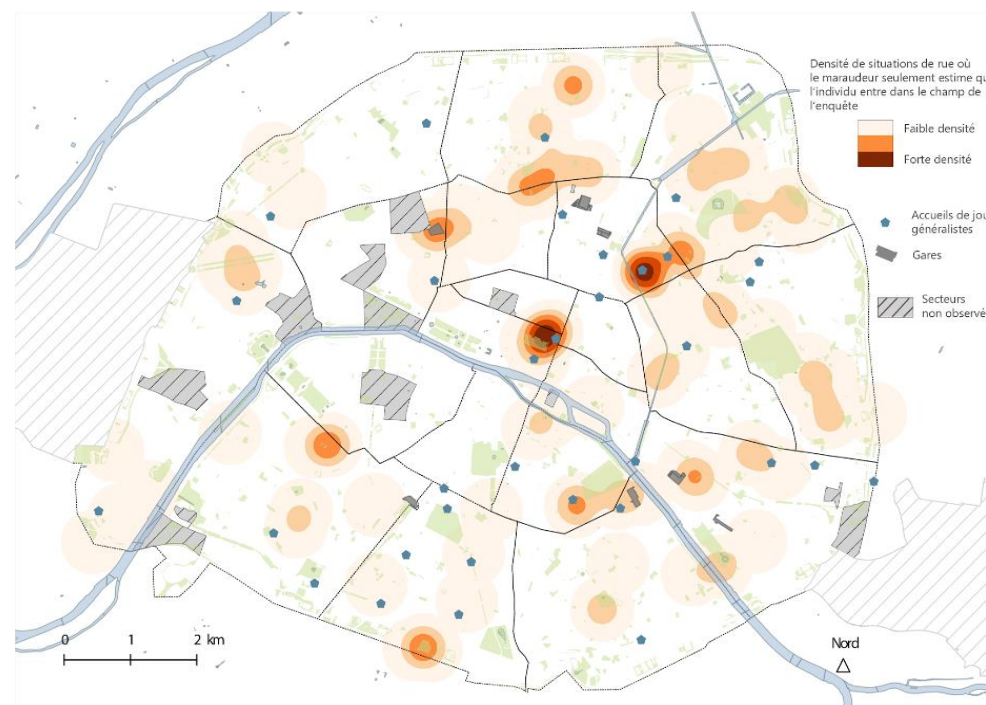 Densité de situations de rue où
le maraudeur seulement estime qu
l'individu entre dans le champ de
l'enquête
Faible densité
Forte densité
Accueils de jou
généralistes
Gares
Secteurs
non observé
0 1 2 km
Nord